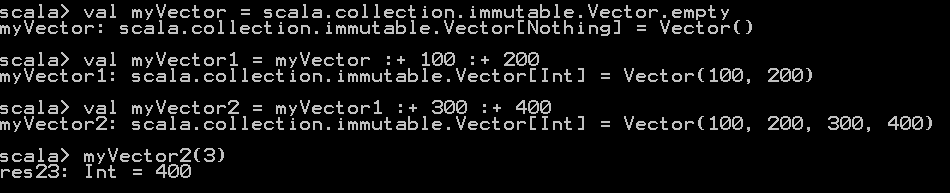 scala> val myVector = scala.collection.immutable.Vector.empty
myVector: scala.collection.immutable.Vector[Nothing] = Vector()
scala> val myVector1 = myVector :+ 100 :+ 200
myVector1: scala.collection.immutable.Vector[Int] = Vector(100, 200)
scala> val myVector2 = myVector1 :+ 300 :+ 400
myVector2: scala.collection.immutable.Vector[Int] = Vector(100, 200, 300, 400)
scala> myVector2(3)
res23: Int = 400